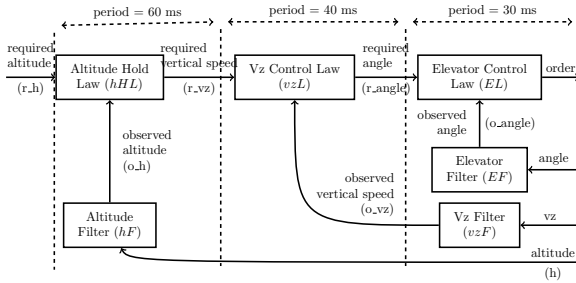 period = 60 ms
period = 40 ms
period = 30 ms
required
altitude
(r_h)
Altitude Hold
Law (hHL)
required
vertical speed
(r_vz)
Vz Control Law
(vzL)
required
angle
(r_angle)
Elevator Control
Law (EL)
order
observed
altitude
(o_h)
observed
angle
(o_angle)
Elevator
Filter (EF)
angle
observed
vertical speed
(o_vz)
Altitude
Filter (hF)
Vz Filter
(vzF)
vz
altitude
(h)